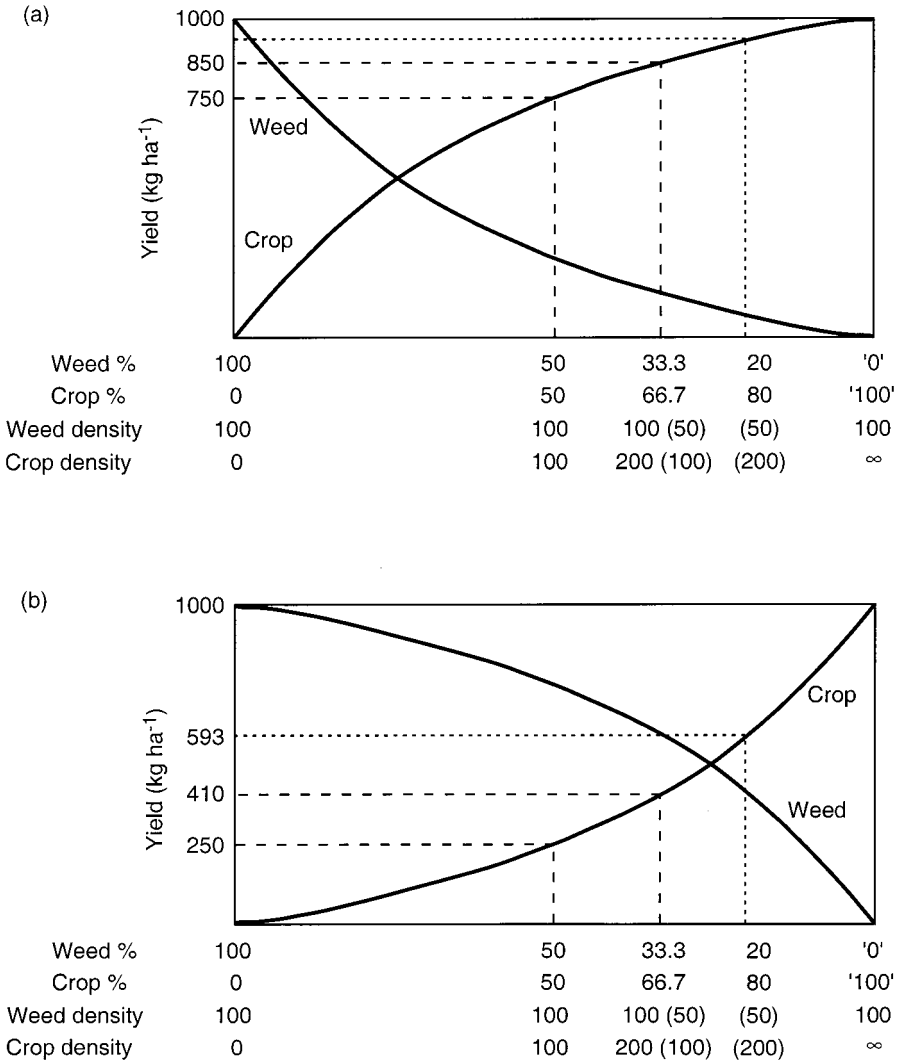 (a)
1000
850
750
Yield (kg ha-1)
Weed
Crop
Weed % 100 50 33.3 20 '0'
Crop % 0 50 66.7 80 '100'
Weed density 100 100 100 (50) (50) 100
Crop density 0 100 200 (100) (200) ∞
(b)
1000
593
410
250
Yield (kg ha-1)
Crop
Weed
Weed % 100 50 33.3 20 '0'
Crop % 0 50 66.7 80 '100'
Weed density 100 100 100 (50) (50) 100
Crop density 0 100 200 (100) (200) ∞